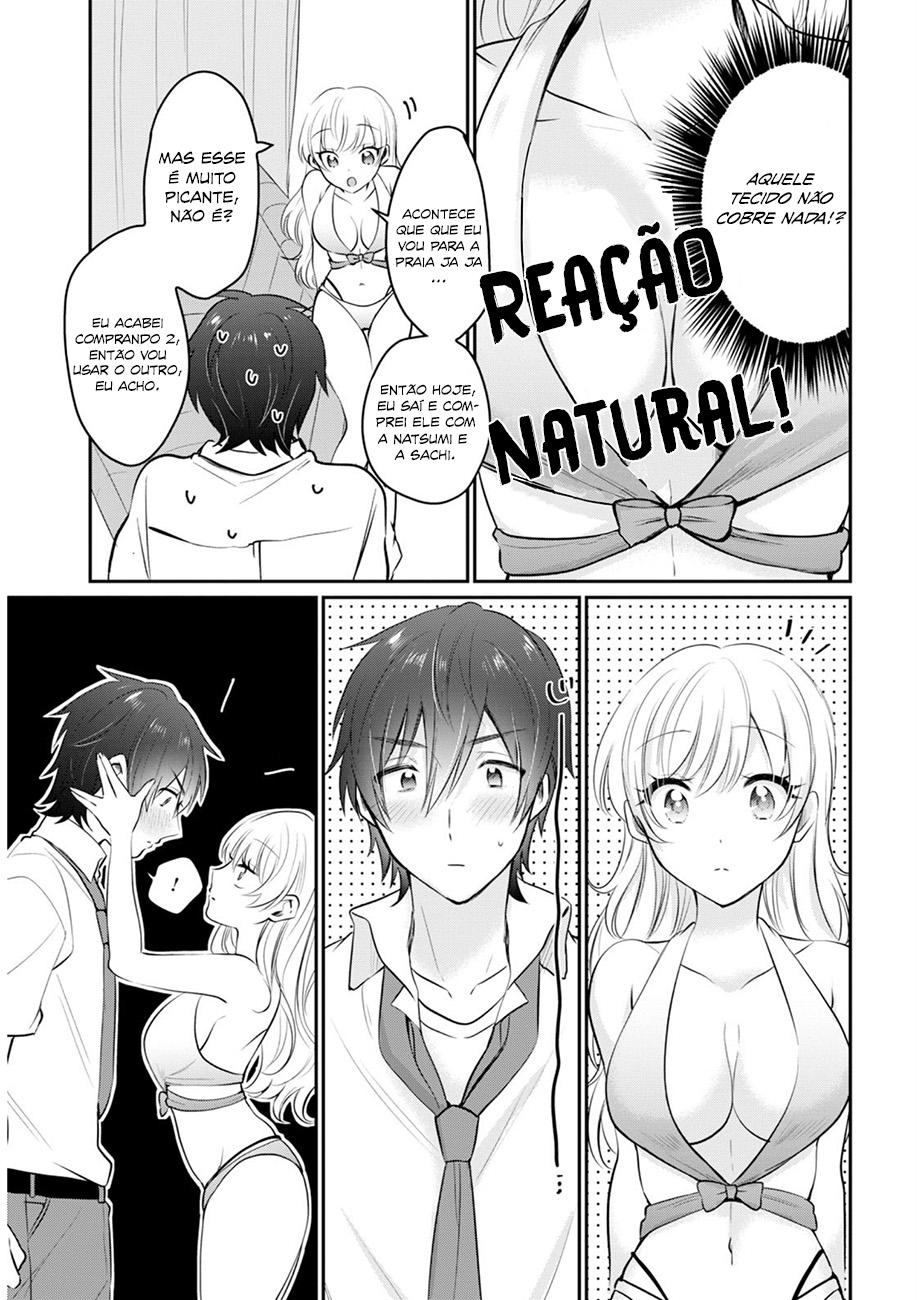 AQUELE
TECIDO NÃO
COBRE NADA!?
REAÇÃO
NATURAL!
ACONTECE
QUE QUE EU
VOU PARA A
PRAIA JA JA
...
ENTÃO HOJE,
EU SAÍ E COM-
PREI ELE COM
A NATSUMI E
A SACHI.
MAS ESSE
É MUITO
PICANTE,
NÃO É?
EU ACABEI
COMPRANDO 2,
ENTÃO VOU
USAR O OUTRO,
EU ACHO.
じ
...
!